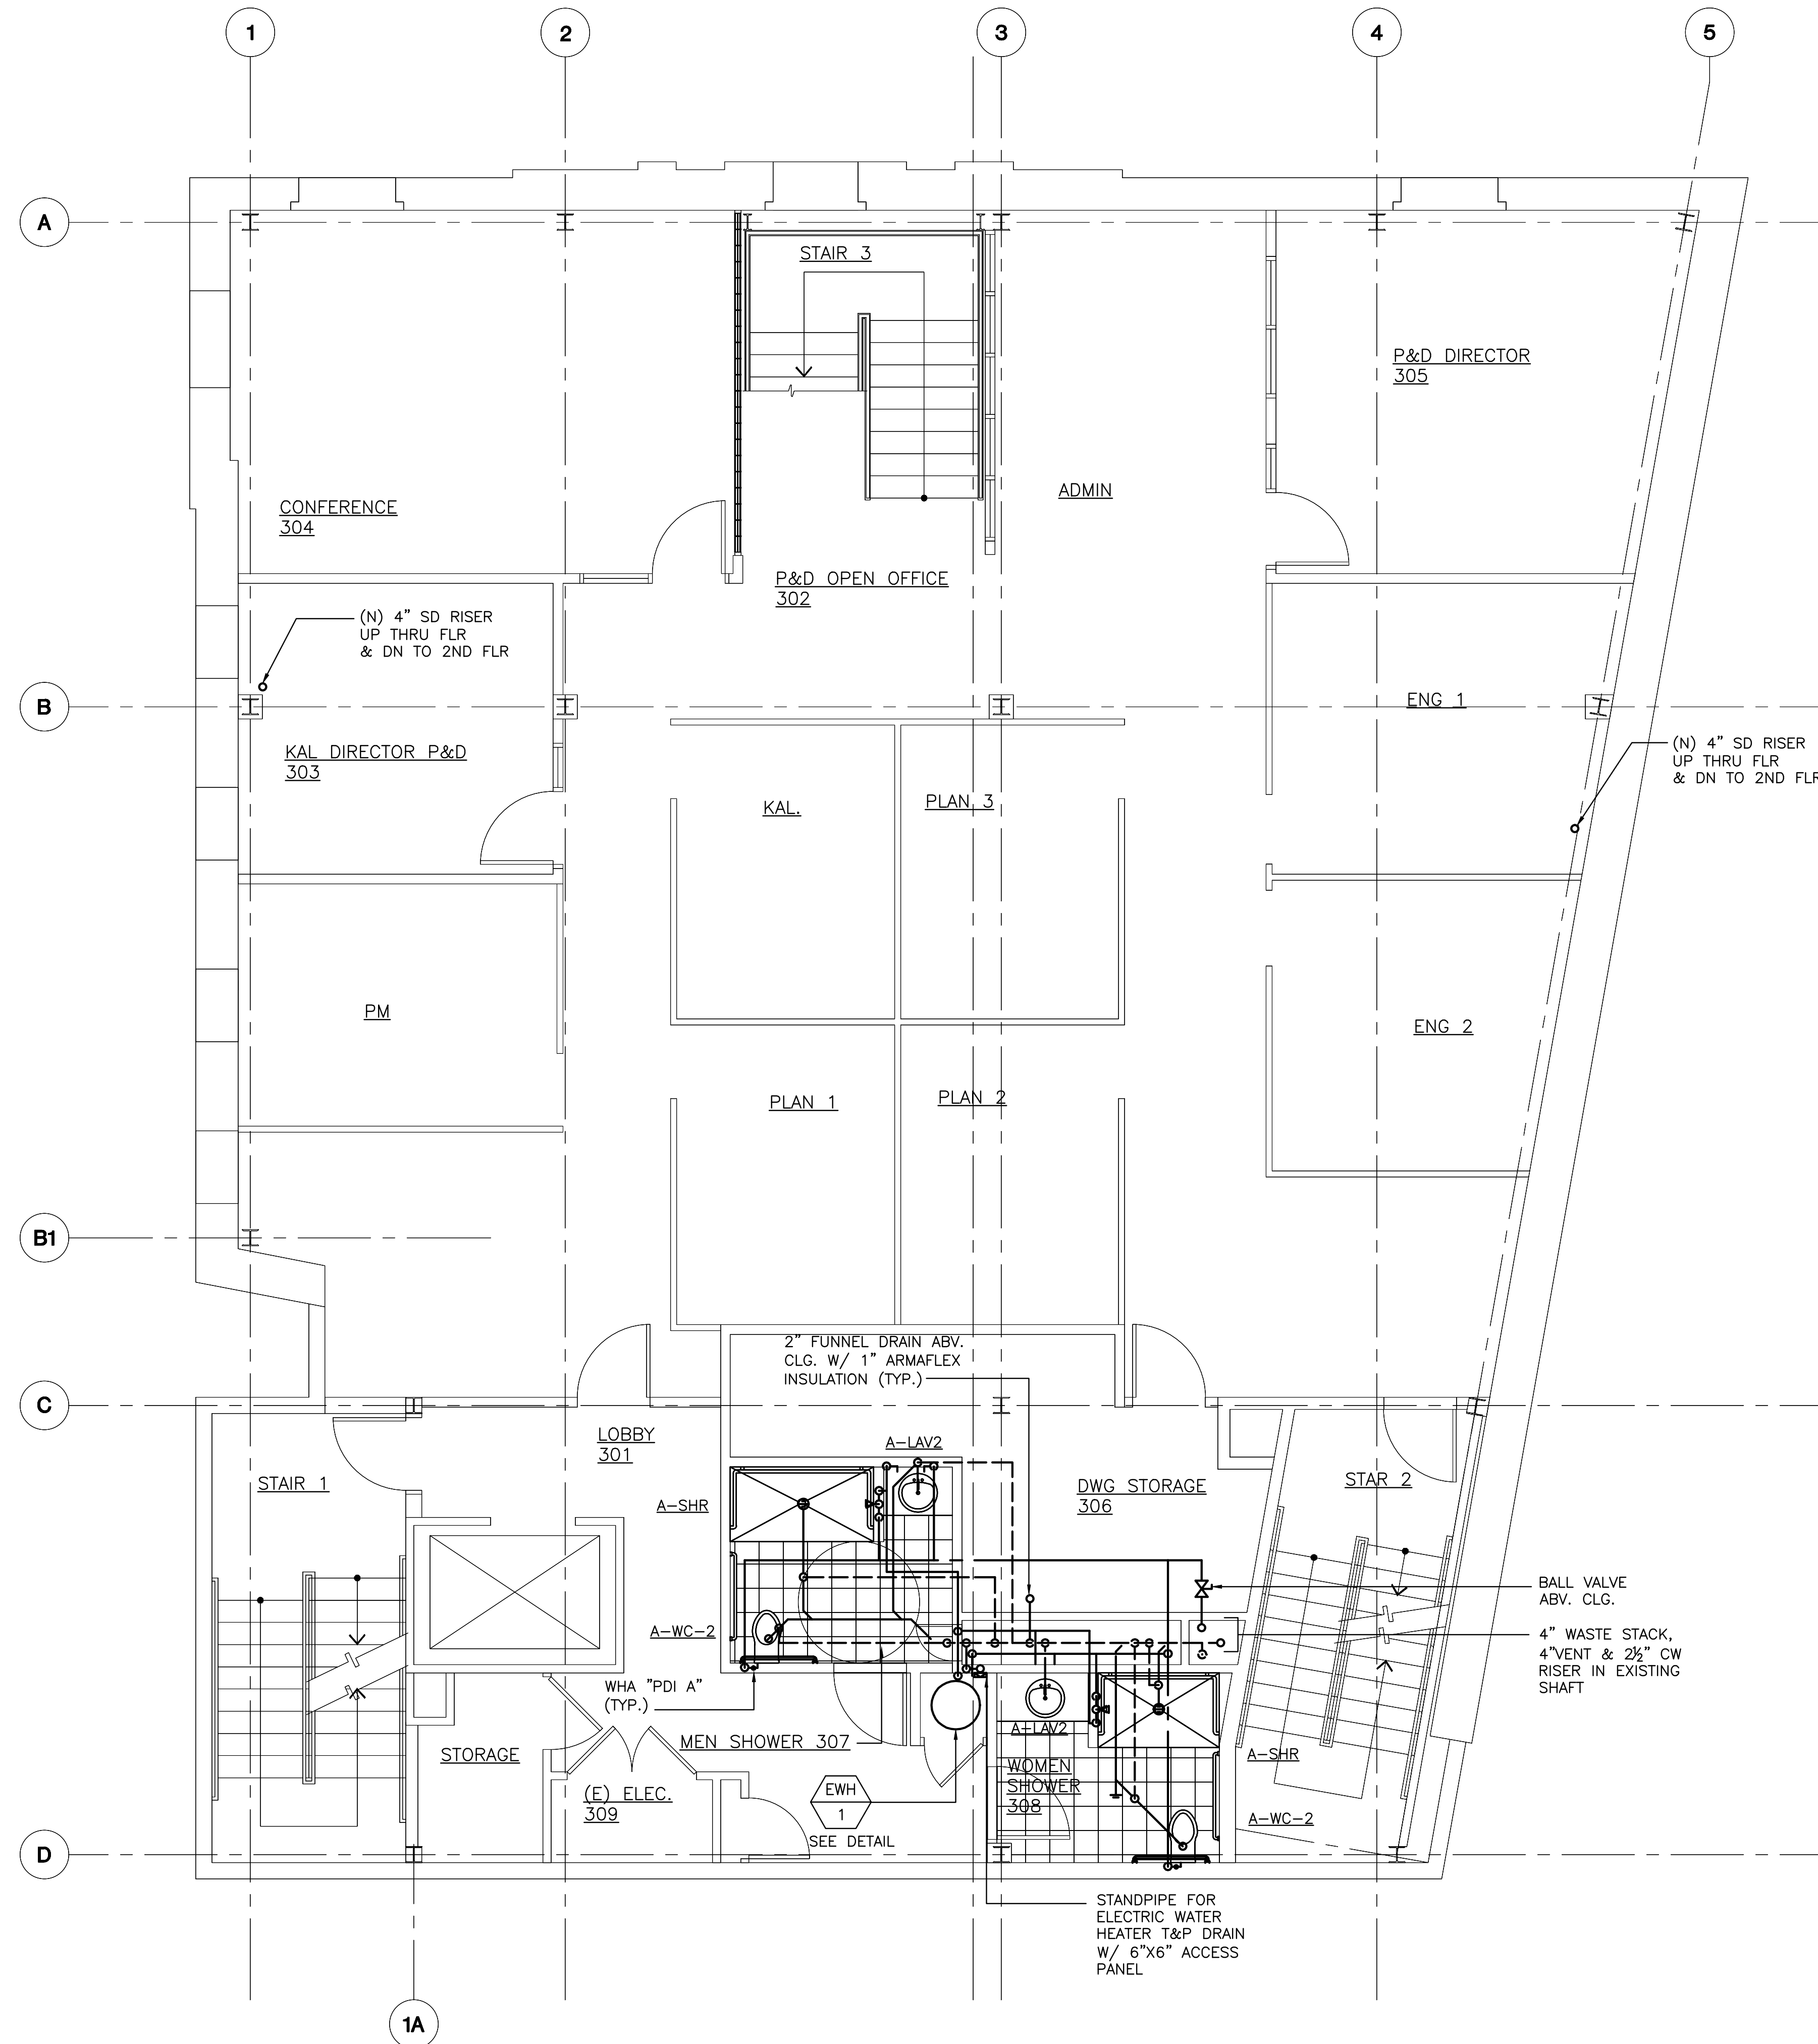 1
2
3
4
5
A
STAIR 3
P&D DIRECTOR
305
CONFERENCE
304
ADMIN
P&D OPEN OFFICE
302
(N) 4" SD RISER
UP THRU FLR
& DN TO 2ND FLR
B
ENG 1
KAL DIRECTOR P&D
303
(N) 4" SD RISER
UP THRU FLR
& DN TO 2ND FLR
KAL.
PLAN 3
PM
ENG 2
PLAN 1
PLAN 2
B1
2" FUNNEL DRAIN ABV.
CLG. W/ 1" ARMAFLEX
INSULATION (TYP.)
C
LOBBY
301
A-LAV2
STAIR 1
A-SHR
DWG STORAGE
306
STAR 2
BALL VALVE
ABV. CLG.
A-WC-2
4" WASTE STACK,
4"VENT & 2½" CW
RISER IN EXISTING
SHAFT
WHA "PDI A"
(TYP.)
MEN SHOWER 307
A-LAV2
STORAGE
WOMEN
SHOWER
308
A-SHR
(E) ELEC.
309
EWH
1
SEE DETAIL
A-WC-2
D
STANDPIPE FOR
ELECTRIC WATER
HEATER T&P DRAIN
W/ 6"X6" ACCESS
PANEL
1A